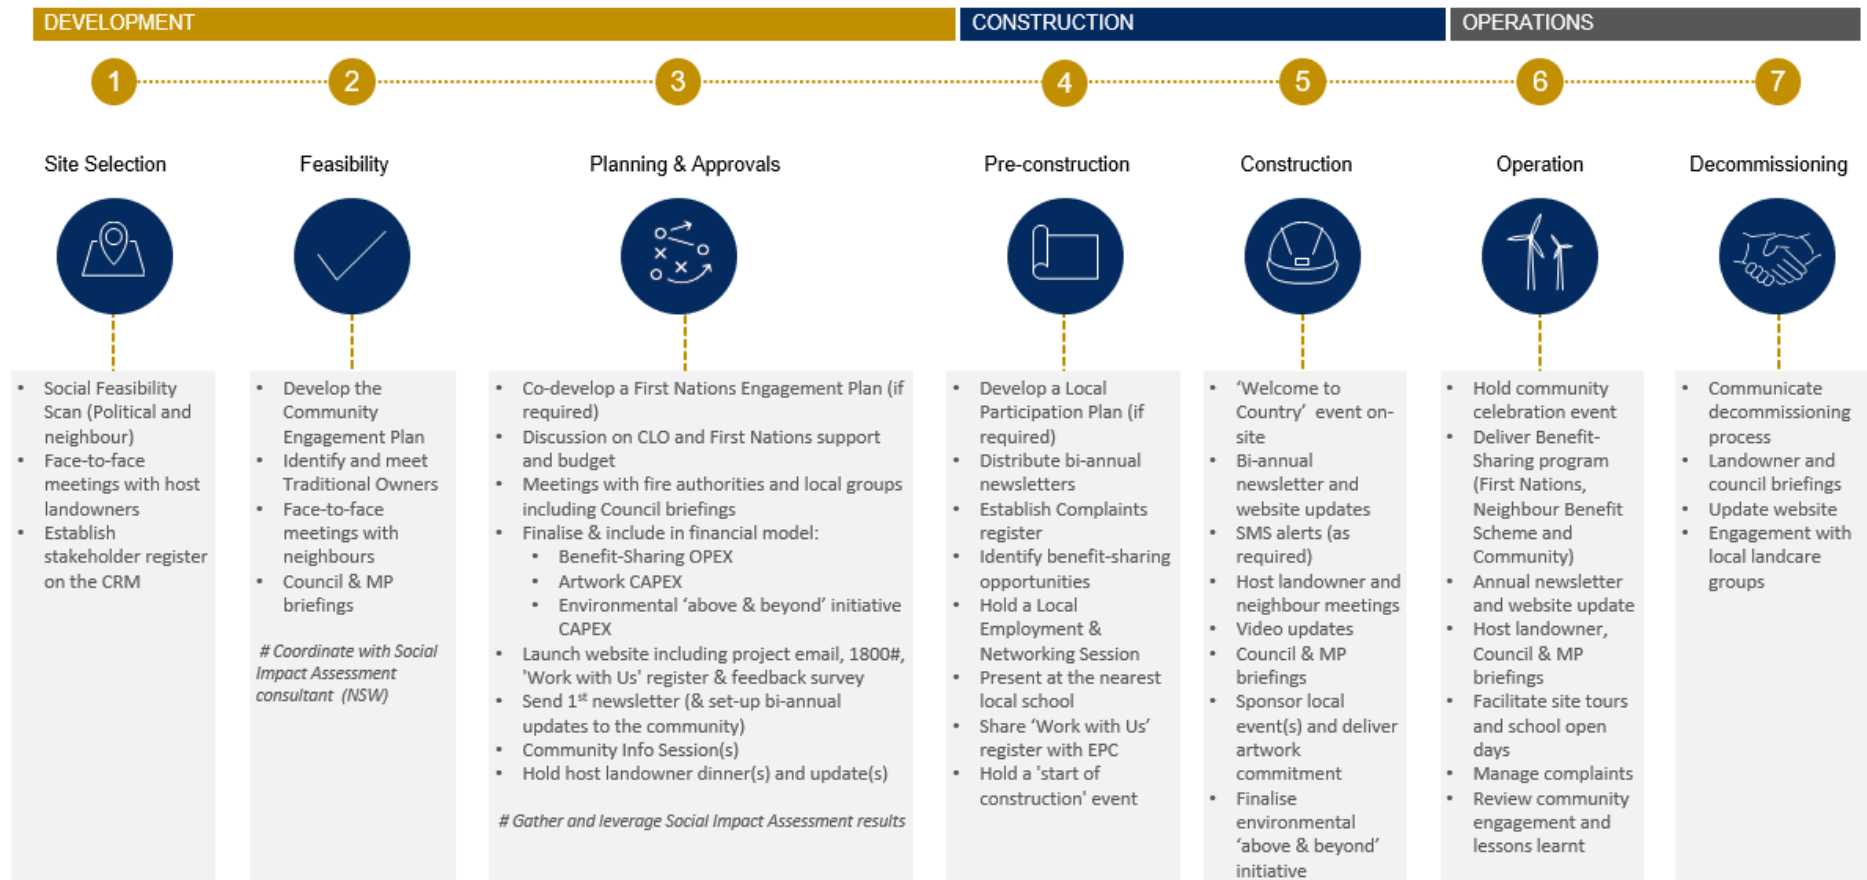 DEVELOPMENT
CONSTRUCTION
OPERATIONS
1
2
3
4
5
6
7
Site Selection
Feasibility
Planning & Approvals
Pre-construction
Construction
Operation
Decommissioning
• Social Feasibility
Scan (Political and
neighbour)
• Face-to-face
meetings with host
landowners
• Establish
stakeholder register
on the CRM
• Develop the
Community
Engagement Plan
• Identify and meet
Traditional Owners
• Face-to-face
meetings with
neighbours
• Council & MP
briefings
# Coordinate with Social
Impact Assessment
consultant (NSW)
• Co-develop a First Nations Engagement Plan (if
required)
• Discussion on CLO and First Nations support
and budget
• Meetings with fire authorities and local groups
including Council briefings
• Finalise & include in financial model:
• Benefit-Sharing OPEX
• Artwork CAPEX
• Environmental ‘above & beyond’ initiative
CAPEX
• Launch website including project email, 1800#,
'Work with Us' register & feedback survey
• Send 1st newsletter (& set-up bi-annual
updates to the community)
• Community Info Session(s)
• Hold host landowner dinner(s) and update(s)
# Gather and leverage Social Impact Assessment results
• Develop a Local
Participation Plan (if
required)
• Distribute bi-annual
newsletters
• Establish Complaints
register
• Identify benefit-sharing
opportunities
• Hold a Local
Employment &
Networking Session
• Present at the nearest
local school
• Share ‘Work with Us’
register with EPC
• Hold a 'start of
construction' event
• ‘Welcome to
Country’ event on-
site
• Bi-annual
newsletter and
website updates
• SMS alerts (as
required)
• Host landowner and
neighbour meetings
• Video updates
• Council & MP
briefings
• Sponsor local
event(s) and deliver
artwork
commitment
• Finalise
environmental
‘above & beyond’
initiative
• Hold community
celebration event
• Deliver Benefit-
Sharing program
(First Nations,
Neighbour Benefit
Scheme and
Community)
• Annual newsletter
and website update
• Host landowner,
Council & MP
briefings
• Facilitate site tours
and school open
days
• Manage complaints
• Review community
engagement and
lessons learnt
• Communicate
decommissioning
process
• Landowner and
council briefings
• Update website
• Engagement with
local landcare
groups